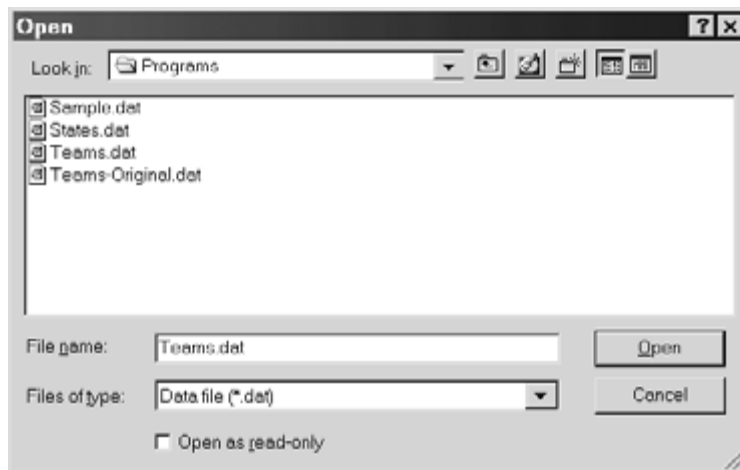 Open
Look in: Programs
Sample.dat
States.dat
Teams.dat
Teams-Original.dat
File name: Teams.dat Open
Files of type: Data file (*.dat) Cancel
Open as read-only